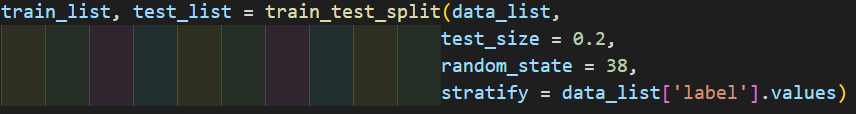 train_list, test_list = train_test_split(data_list,
test_size = 0.2,
random_state = 38,
stratify = data_list['label'].values)